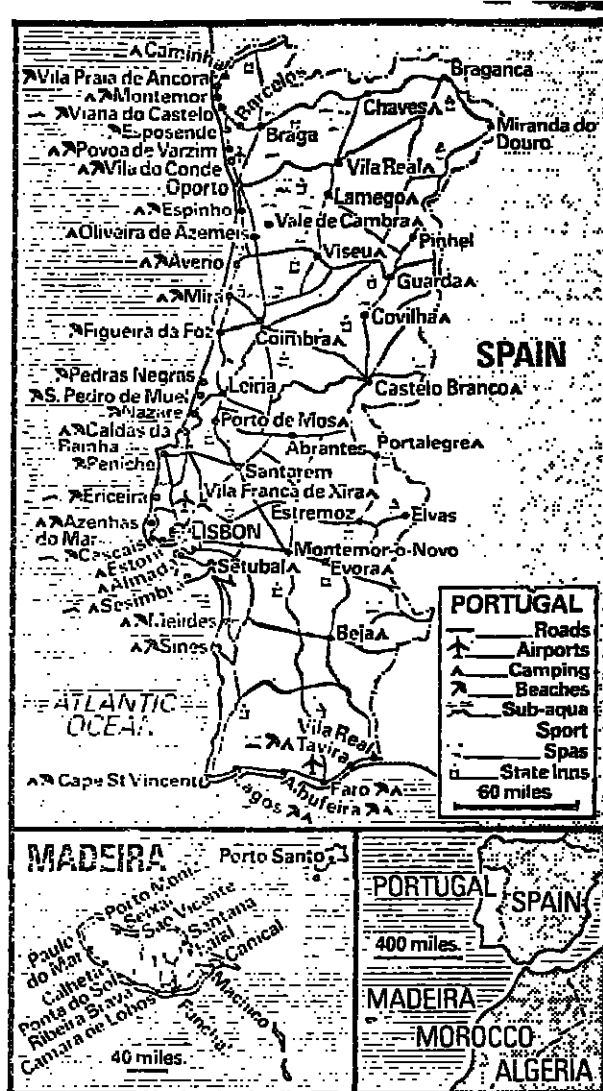 Caminha
Vila Praia de Ancora
Montemor
Viana do Castelo
Barcelos
Esposende
Braga
Povoa de Varzim
Vila do Conde
Oporto
Espinho
Oliveira de Azemeis
Averio
Mira
Figueira da Foz
Pedras Negras
S. Pedro de Muel
Nazare
Caldas da
Rainha
Peniche
Ericeira
Azenhas
do Mar
Cascais
Estoril
Almada
Sesimbra
Sines
Braganca
Chaves
Miranda do
Douro
Vila Real
Lamego
Vale de Cambra
Pinhel
Viseu
Guarda
Covilha
Coimbra
SPAIN
Leiria
Castelo Branco
Porto de Mos
Abrantes
Portalegre
Santarem
Vila Franca de Xira
Estremoz
Elvas
LISBON
Montemor-o-Novo
Setubal
Evora
Beja
ATLANTIC
OCEAN
Vila Real
Tavira
Cape St Vincent
Lagos
Albufeira
Faro
PORTUGAL
Roads
Airports
Camping
Beaches
Sub-aqua
Sport
Spas
State Inns
60 miles
MADEIRA
Porto Santo
Porto Moni.
Seixal
Sao Vicante
Santana
Canical
Paulo
do Mar
Calheta
Ponta do Sol
Ribeira Brava
Camara de Lobos
Machico
40 miles.
PORTUGAL
SPAIN
400 miles.
MADEIRA
MOROCCO
ALGERIA